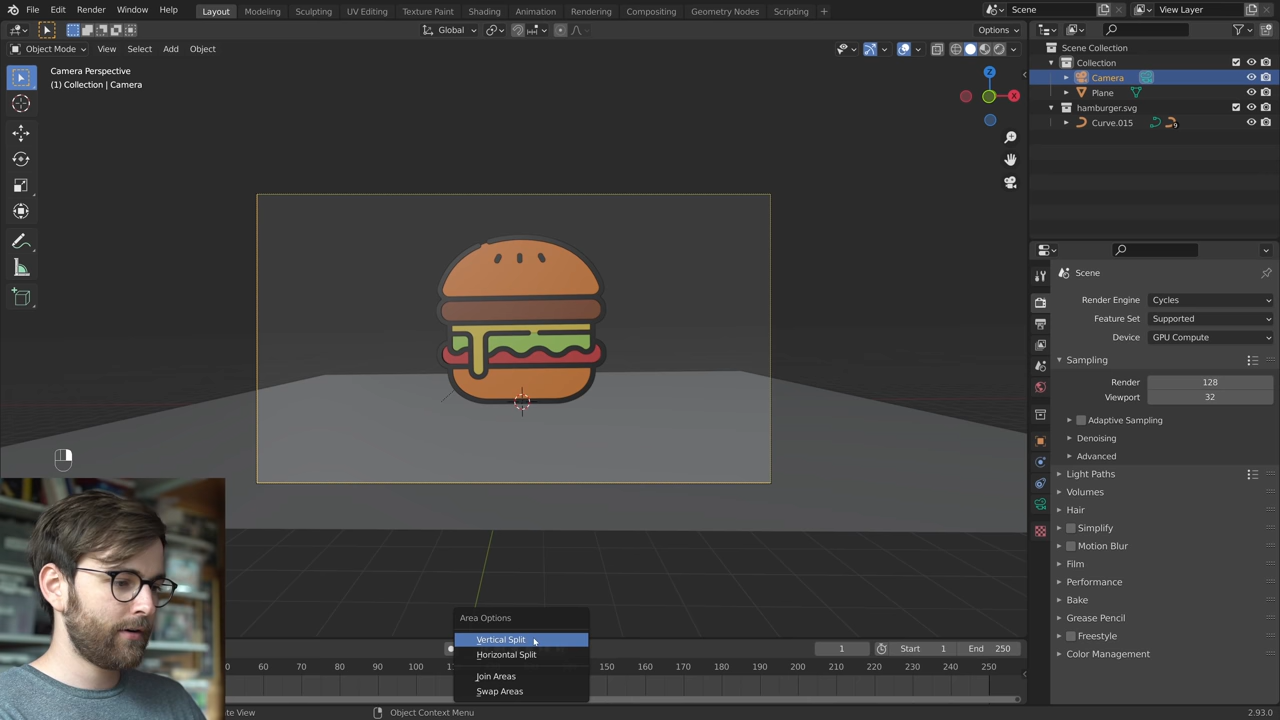 File Edit Render Window Help Layout Modeling Sculpting UV Editing Texture Paint Shading Animation Rendering Compositing Geometry Nodes Scripting + Scene View Layer
Global Options
Object Mode View Select Add Object
Camera Perspective
(1) Collection | Camera
Z
X
Scene Collection
Collection
Camera
Plane
hamburger.svg
Curve.015
9
Scene
Render Engine Cycles
Feature Set Supported
Device GPU Compute
Sampling
Render 128
Viewport 32
Adaptive Sampling
Denoising
Advanced
Light Paths
Volumes
Hair
Simplify
Motion Blur
Film
Performance
Bake
Grease Pencil
Freestyle
Color Management
Area Options
Vertical Split
Horizontal Split
Join Areas
Swap Areas
1 Start 1 End 250
60 70 80 90 100 120 130 140 150 160 170 180 190 200 210 220 230 240 250
View Object Context Menu 2.93.0